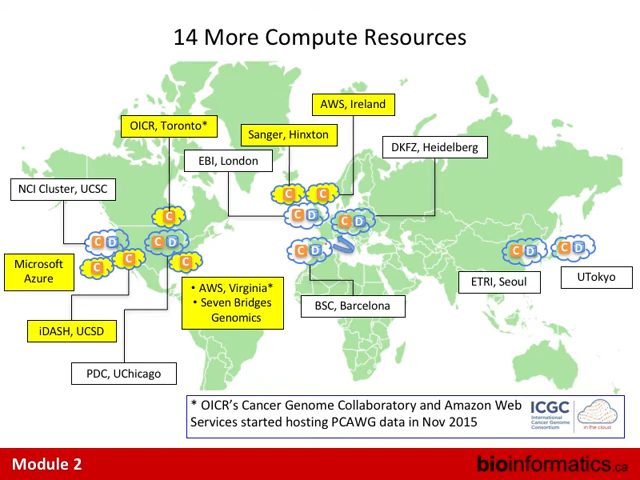 14 More Compute Resources
AWS, Ireland
OICR, Toronto*
Sanger, Hinxton
EBI, London
DKFZ, Heidelberg
NCI Cluster, UCSC
C
C
C
C D
C D
C D
C D
C D
C D
C D
C
C
C
Microsoft
Azure
• AWS, Virginia*
• Seven Bridges
Genomics
ETRI, Seoul
UTokyo
BSC, Barcelona
iDASH, UCSD
PDC, UChicago
* OICR's Cancer Genome Collaboratory and Amazon Web
Services started hosting PCAWG data in Nov 2015
ICGC
International
Cancer Genome
Consortium
in the cloud
Module 2
bioinformatics.ca